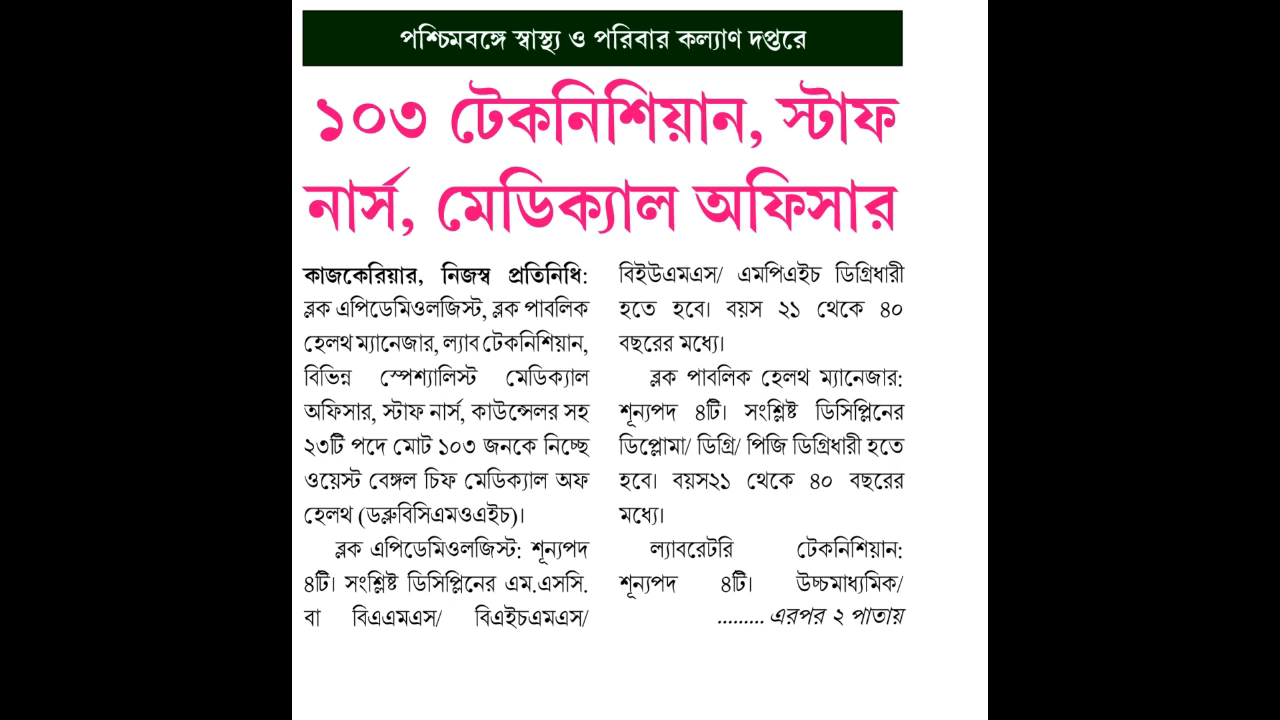 পশ্চিমবঙ্গে স্বাস্থ্য ও পরিবার কল্যাণ দপ্তরে
১০৩ টেকনিশিয়ান, স্টাফ
নার্স, মেডিক্যাল অফিসার
কাজকেরিয়ার, নিজস্ব প্রতিনিধি:
ব্লক এপিডেমিওলজিস্ট, ব্লক পাবলিক
হেলথ ম্যানেজার, ল্যাব টেকনিশিয়ান,
বিভিন্ন স্পেশ্যালিস্ট মেডিক্যাল
অফিসার, স্টাফ নার্স, কাউন্সেলর সহ
২৩টি পদে মোট ১০৩ জনকে নিচ্ছে
ওয়েস্ট বেঙ্গল চিফ মেডিক্যাল অফ
হেলথ (ডব্লুবিসিএমওএইচ)।
ব্লক এপিডেমিওলজিস্ট: শূন্যপদ
৪টি। সংশ্লিষ্ট ডিসিপ্লিনের এম.এসসি.
বা বিএএমএস/ বিএইচএমএস/
বিইউএমএস/ এমপিএইচ ডিগ্রিধারী
হতে হবে। বয়স ২১ থেকে ৪০
বছরের মধ্যে।
ব্লক পাবলিক হেলথ ম্যানেজার:
শূন্যপদ ৪টি। সংশ্লিষ্ট ডিসিপ্লিনের
ডিপ্লোমা/ ডিগ্রি/ পিজি ডিগ্রিধারী হতে
হবে। বয়স২১ থেকে ৪০ বছরের
মধ্যে।
ল্যাবরেটরি টেকনিশিয়ান:
শূন্যপদ ৪টি। উচ্চমাধ্যমিক/
......... এরপর ২ পাতায়